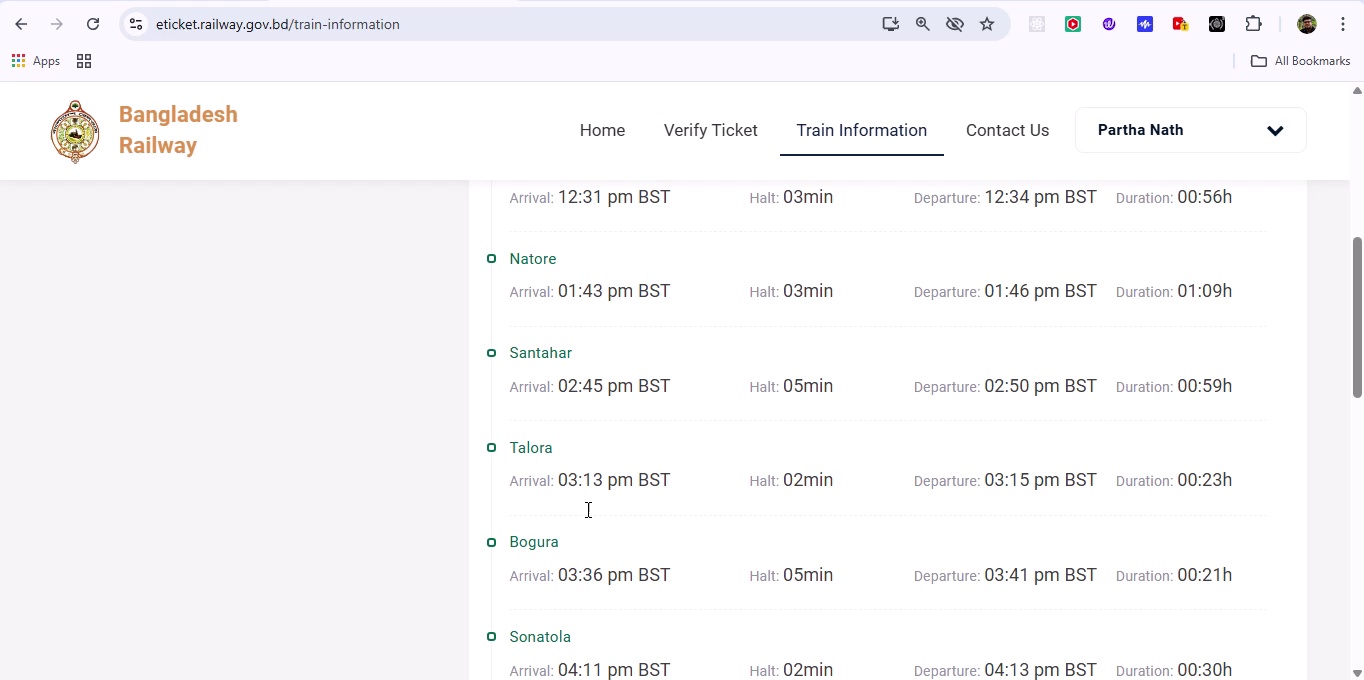 eticket.railway.gov.bd/train-information
Apps
All Bookmarks
Bangladesh
Railway
Home
Verify Ticket
Train Information
Contact Us
Partha Nath
Arrival: 12:31 pm BST Halt: 03min Departure: 12:34 pm BST Duration: 00:56h
Natore
Arrival: 01:43 pm BST Halt: 03min Departure: 01:46 pm BST Duration: 01:09h
Santahar
Arrival: 02:45 pm BST Halt: 05min Departure: 02:50 pm BST Duration: 00:59h
Talora
Arrival: 03:13 pm BST Halt: 02min Departure: 03:15 pm BST Duration: 00:23h
Bogura
Arrival: 03:36 pm BST Halt: 05min Departure: 03:41 pm BST Duration: 00:21h
Sonatola
Arrival: 04:11 pm BST Halt: 02min Departure: 04:13 pm BST Duration: 00:30h